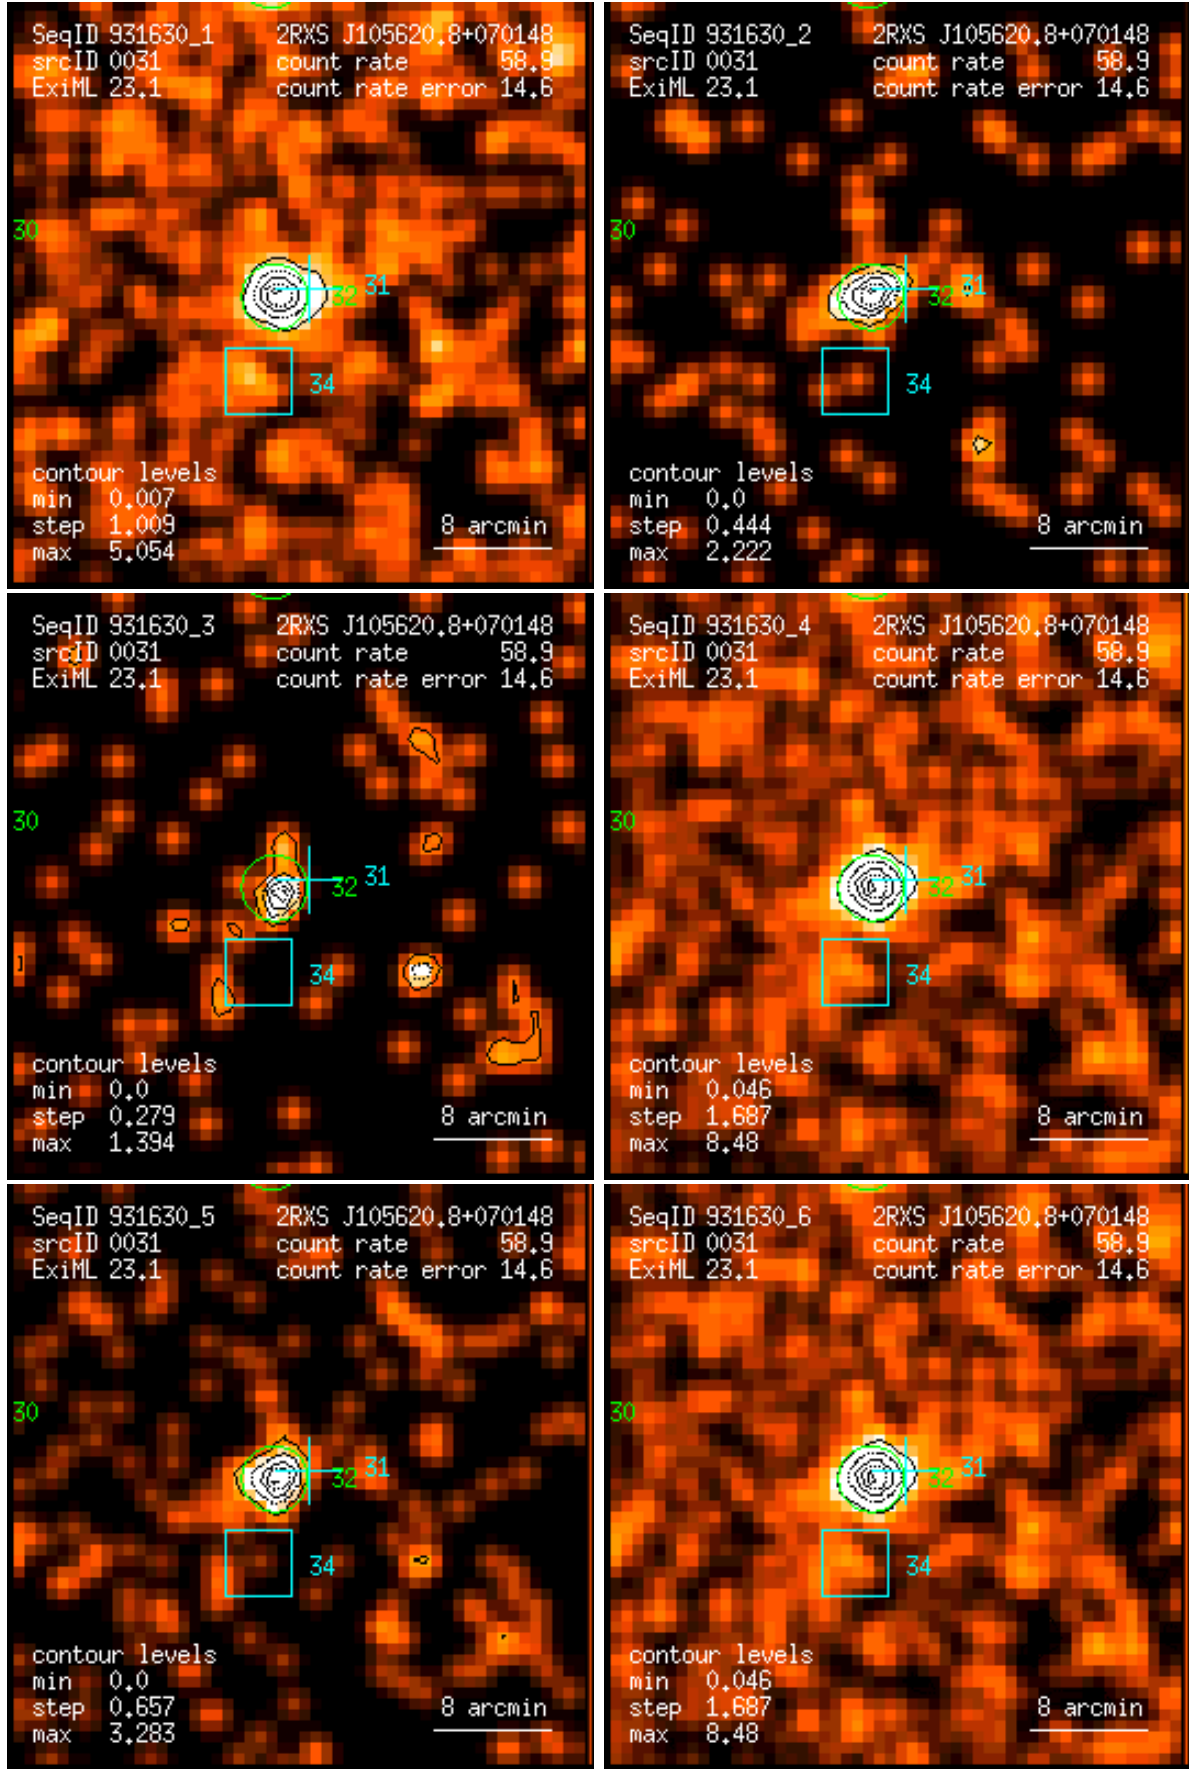 SeqID 931630_1 2RXS J105620.8+070148
srcID 0031 count rate 58.9
ExiML 23.1 count rate error 14.6
30
31
32
34
contour levels
min 0.007
step 1.009
max 5.054
8 arcmin
SeqID 931630_2 2RXS J105620.8+070148
srcID 0031 count rate 58.9
ExiML 23.1 count rate error 14.6
30
31
32
34
contour levels
min 0.0
step 0.444
max 2.222
8 arcmin
SeqID 931630_3 2RXS J105620.8+070148
srcID 0031 count rate 58.9
ExiML 23.1 count rate error 14.6
30
31
32
34
contour levels
min 0.0
step 0.279
max 1.394
8 arcmin
SeqID 931630_4 2RXS J105620.8+070148
srcID 0031 count rate 58.9
ExiML 23.1 count rate error 14.6
30
31
32
34
contour levels
min 0.046
step 1.687
max 8.48
8 arcmin
SeqID 931630_5 2RXS J105620.8+070148
srcID 0031 count rate 58.9
ExiML 23.1 count rate error 14.6
30
31
32
34
contour levels
min 0.0
step 0.657
max 3.283
8 arcmin
SeqID 931630_6 2RXS J105620.8+070148
srcID 0031 count rate 58.9
ExiML 23.1 count rate error 14.6
30
31
32
34
contour levels
min 0.046
step 1.687
max 8.48
8 arcmin